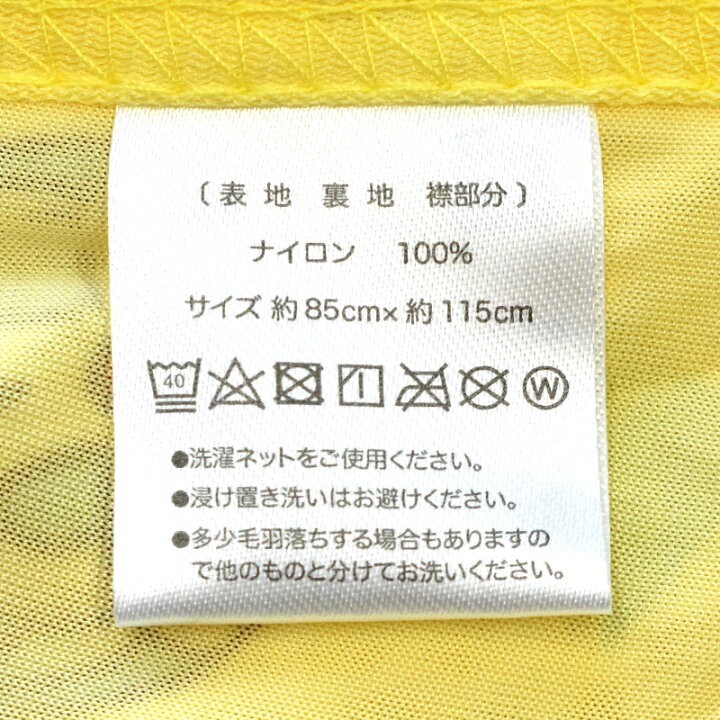 〔表地 裏地 襟部分〕
ナイロン 100%
サイズ 約85cm×約115cm
40 W
●洗濯ネットをご使用ください。
●浸け置き洗いはお避けください。
●多少毛羽落ちする場合もありますの
で他のものと分けてお洗いください。